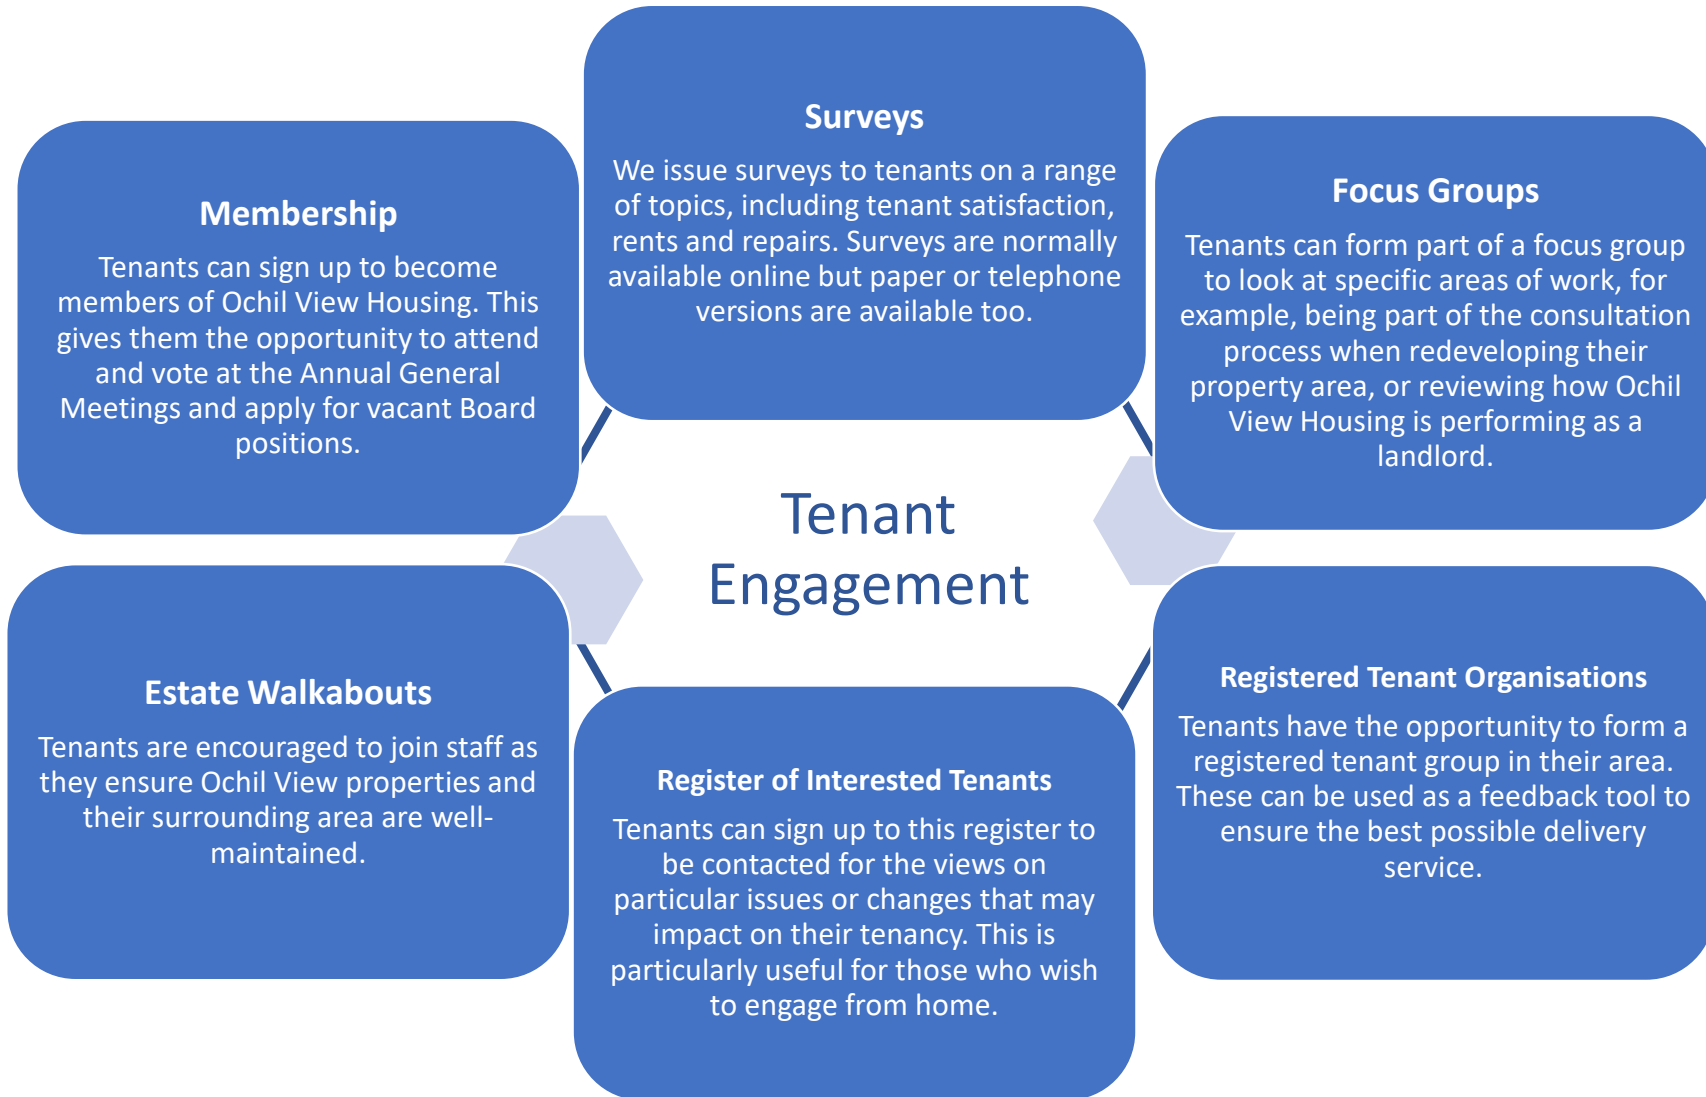 Surveys
We issue surveys to tenants on a range
of topics, including tenant satisfaction,
rents and repairs. Surveys are normally
available online but paper or telephone
versions are available too.
Membership
Tenants can sign up to become
members of Ochil View Housing. This
gives them the opportunity to attend
and vote at the Annual General
Meetings and apply for vacant Board
positions.
Focus Groups
Tenants can form part of a focus group
to look at specific areas of work, for
example, being part of the consultation
process when redeveloping their
property area, or reviewing how Ochil
View Housing is performing as a
landlord.
Tenant
Engagement
Estate Walkabouts
Tenants are encouraged to join staff as
they ensure Ochil View properties and
their surrounding area are well-
maintained.
Register of Interested Tenants
Tenants can sign up to this register to
be contacted for the views on
particular issues or changes that may
impact on their tenancy. This is
particularly useful for those who wish
to engage from home.
Registered Tenant Organisations
Tenants have the opportunity to form a
registered tenant group in their area.
These can be used as a feedback tool to
ensure the best possible delivery
service.